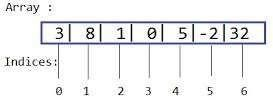 Array :
3| 8| 1| 0| 5|-2|32
Indices:
0 1 2 3 4 5 6